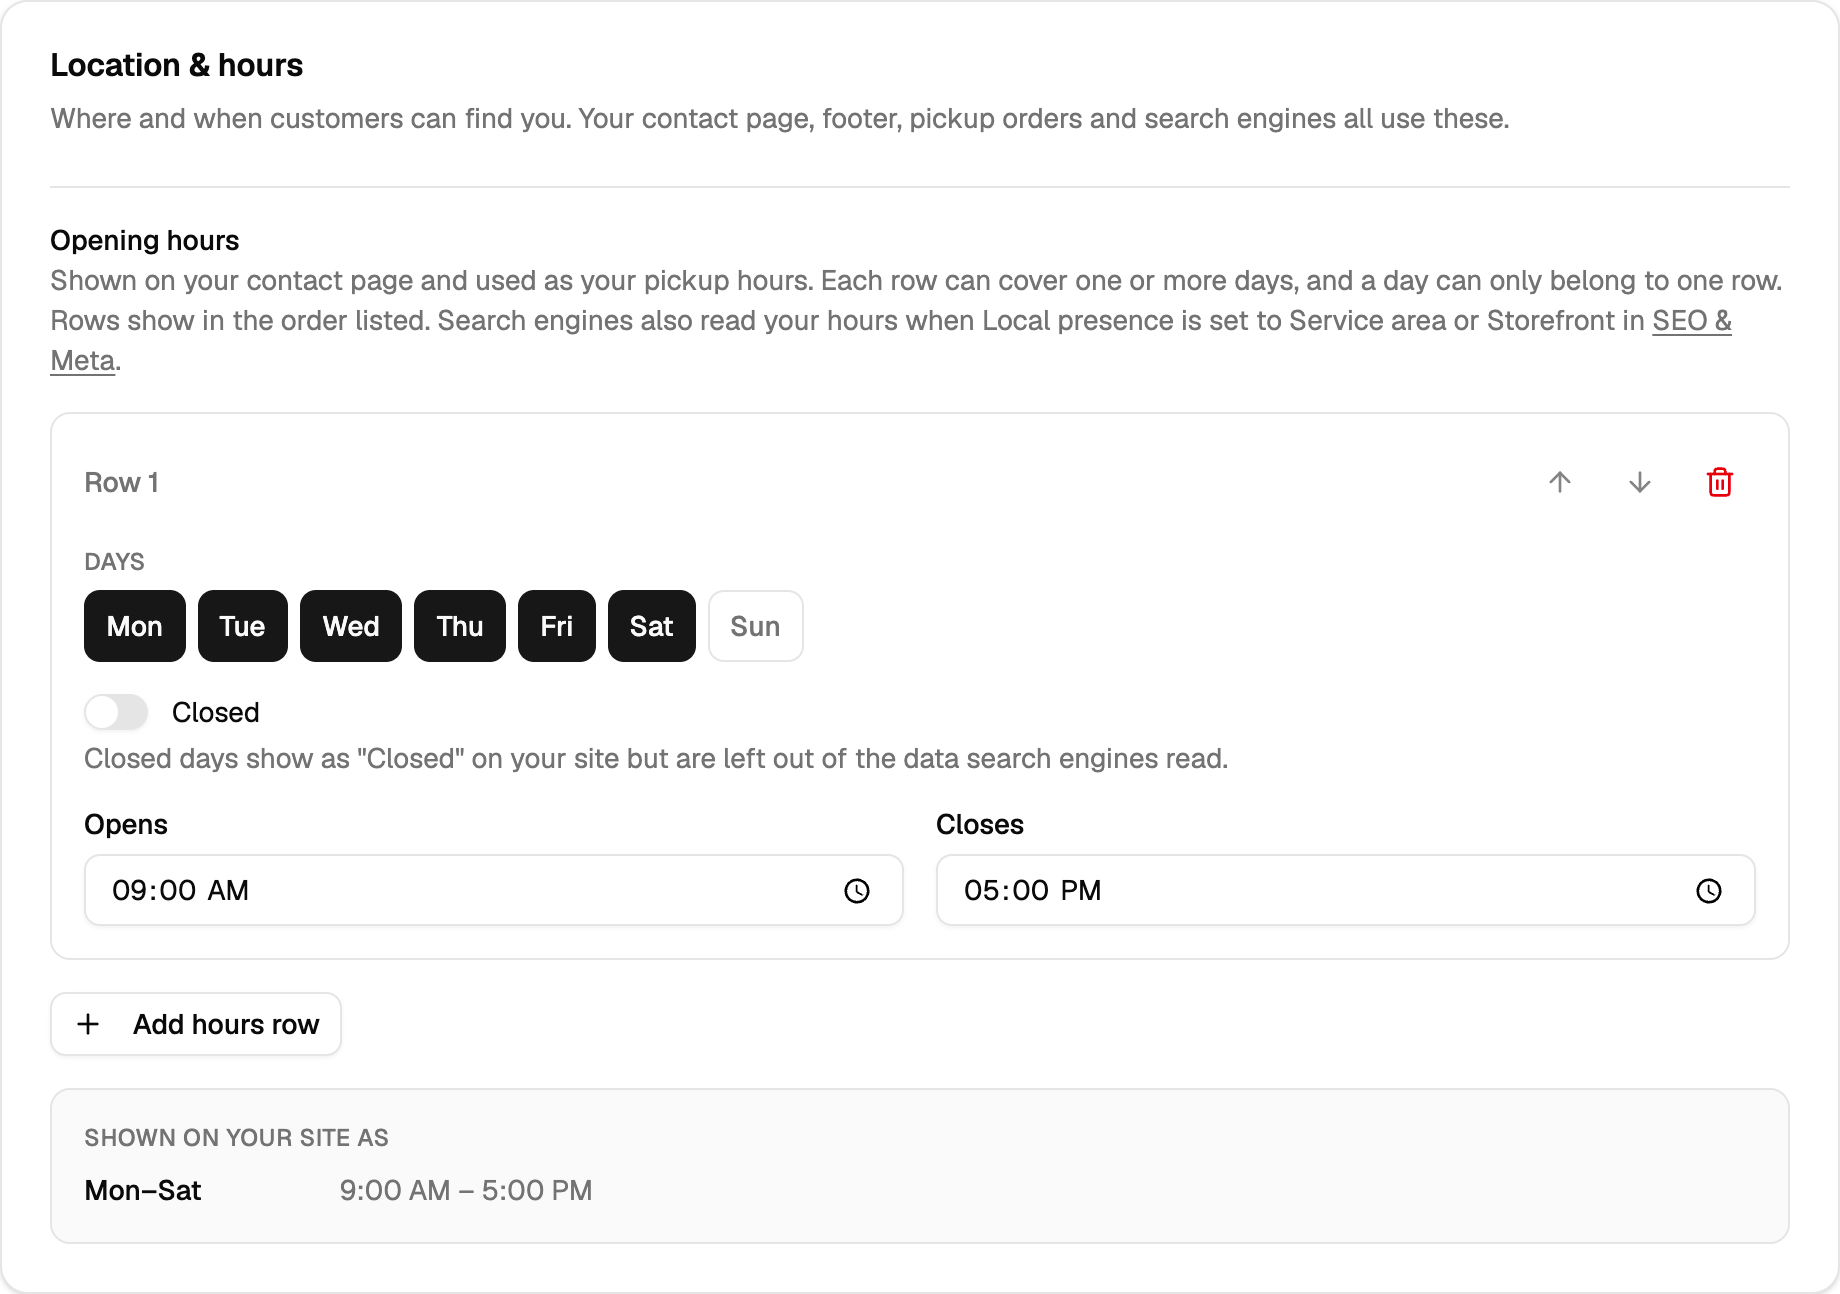 Location & hours
Where and when customers can find you. Your contact page, footer, pickup orders and search engines all use these.
Opening hours
Shown on your contact page and used as your pickup hours. Each row can cover one or more days, and a day can only belong to one row.
Rows show in the order listed. Search engines also read your hours when Local presence is set to Service area or Storefront in SEO &
Meta.
Row 1
DAYS
Mon Tue Wed Thu Fri Sat Sun
Closed
Closed days show as "Closed" on your site but are left out of the data search engines read.
Opens Closes
09:00 AM 05:00 PM
Add hours row
SHOWN ON YOUR SITE AS
Mon–Sat 9:00 AM – 5:00 PM